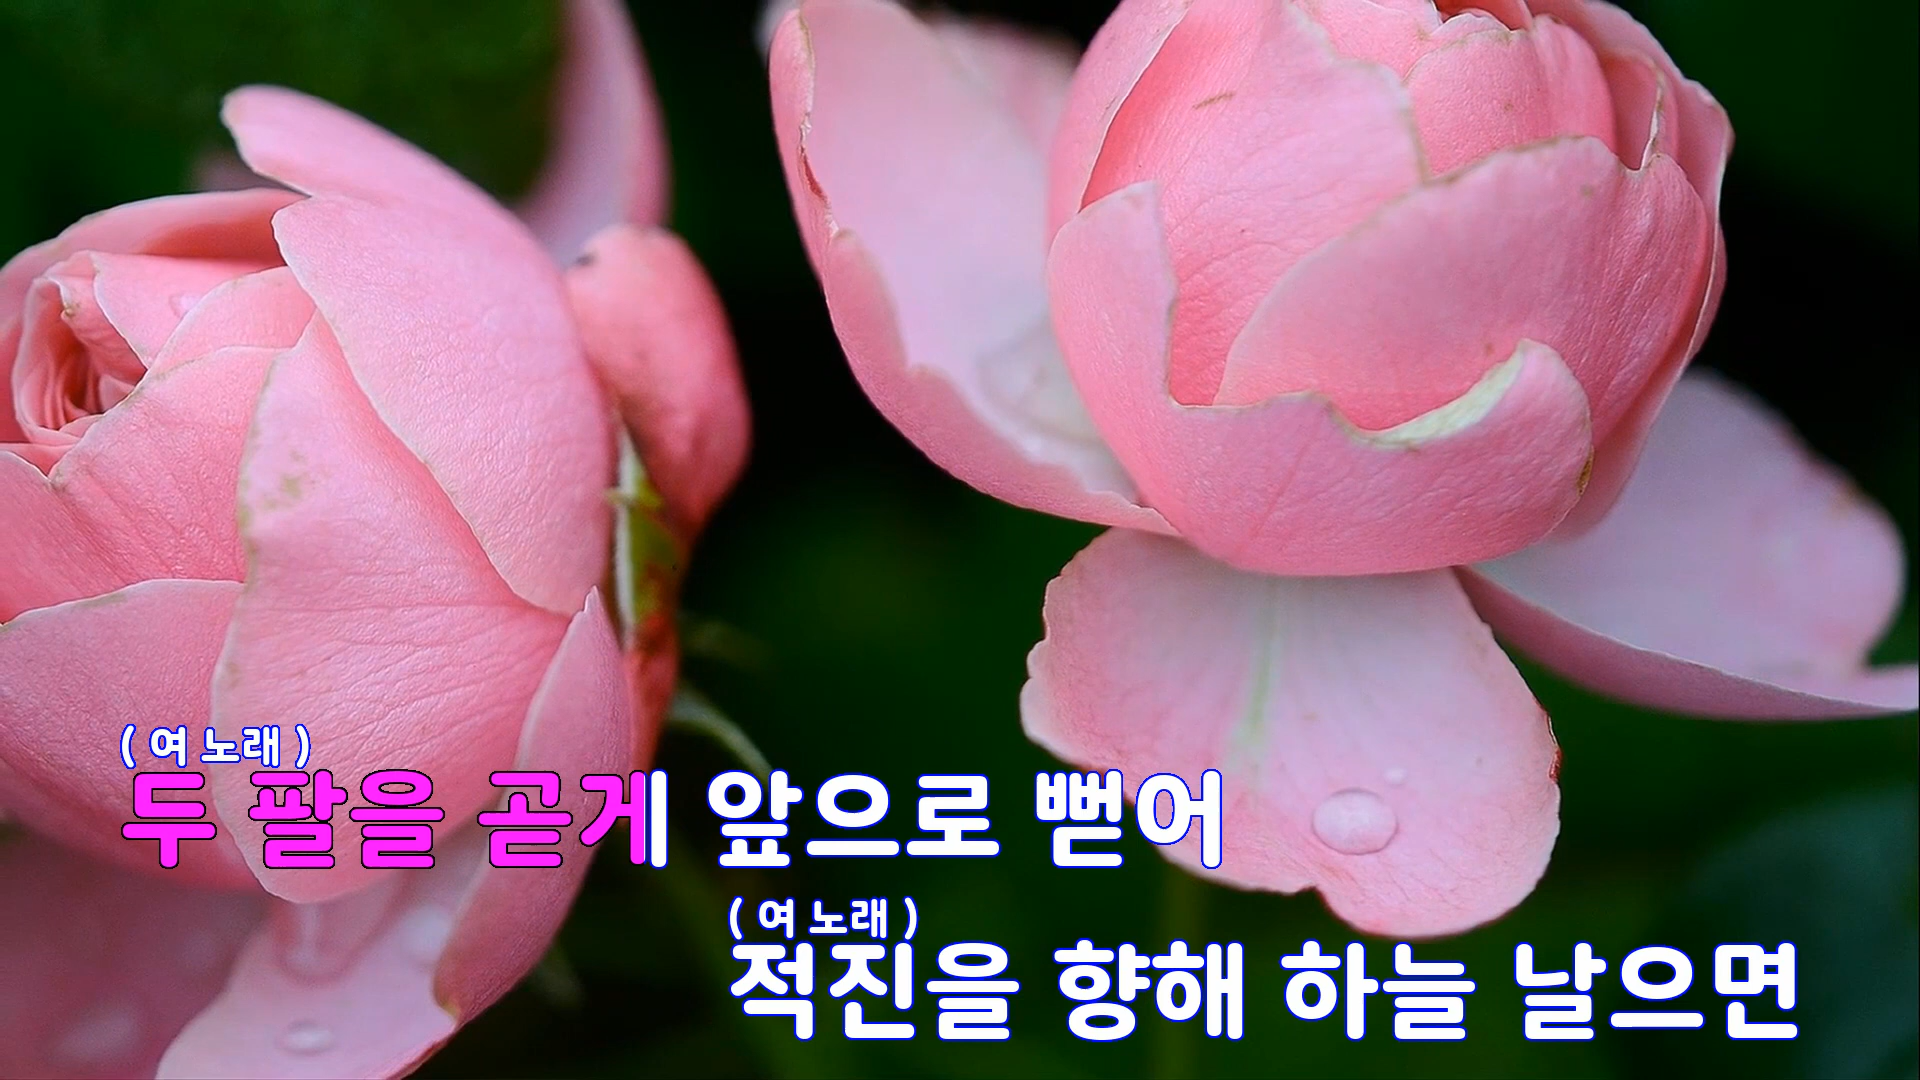 ( 여 노래 )
두 팔을 곧게 앞으로 뻗어
( 여 노래 )
적진을 향해 하늘 날으면